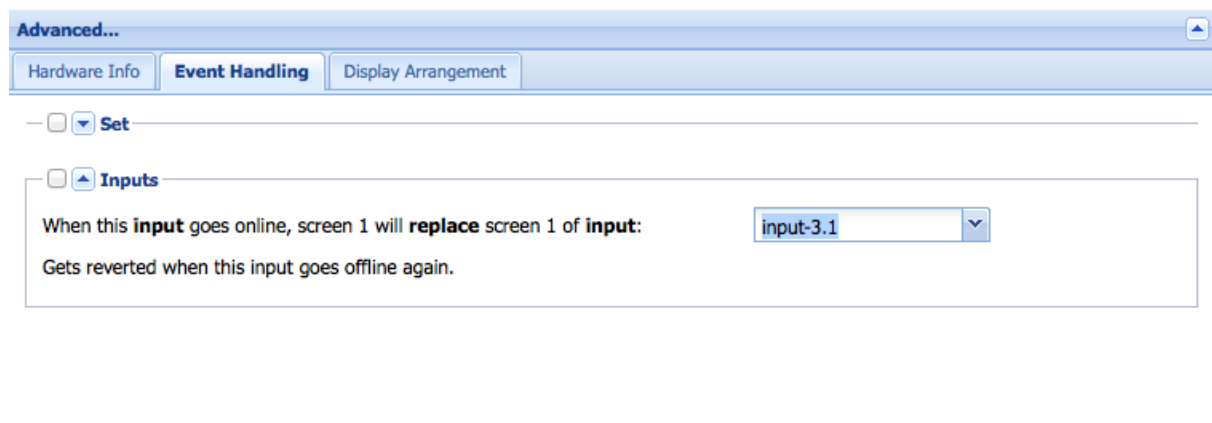 Advanced...
Hardware Info Event Handling Display Arrangement
Set
Inputs
When this input goes online, screen 1 will replace screen 1 of input: input-3.1
Gets reverted when this input goes offline again.